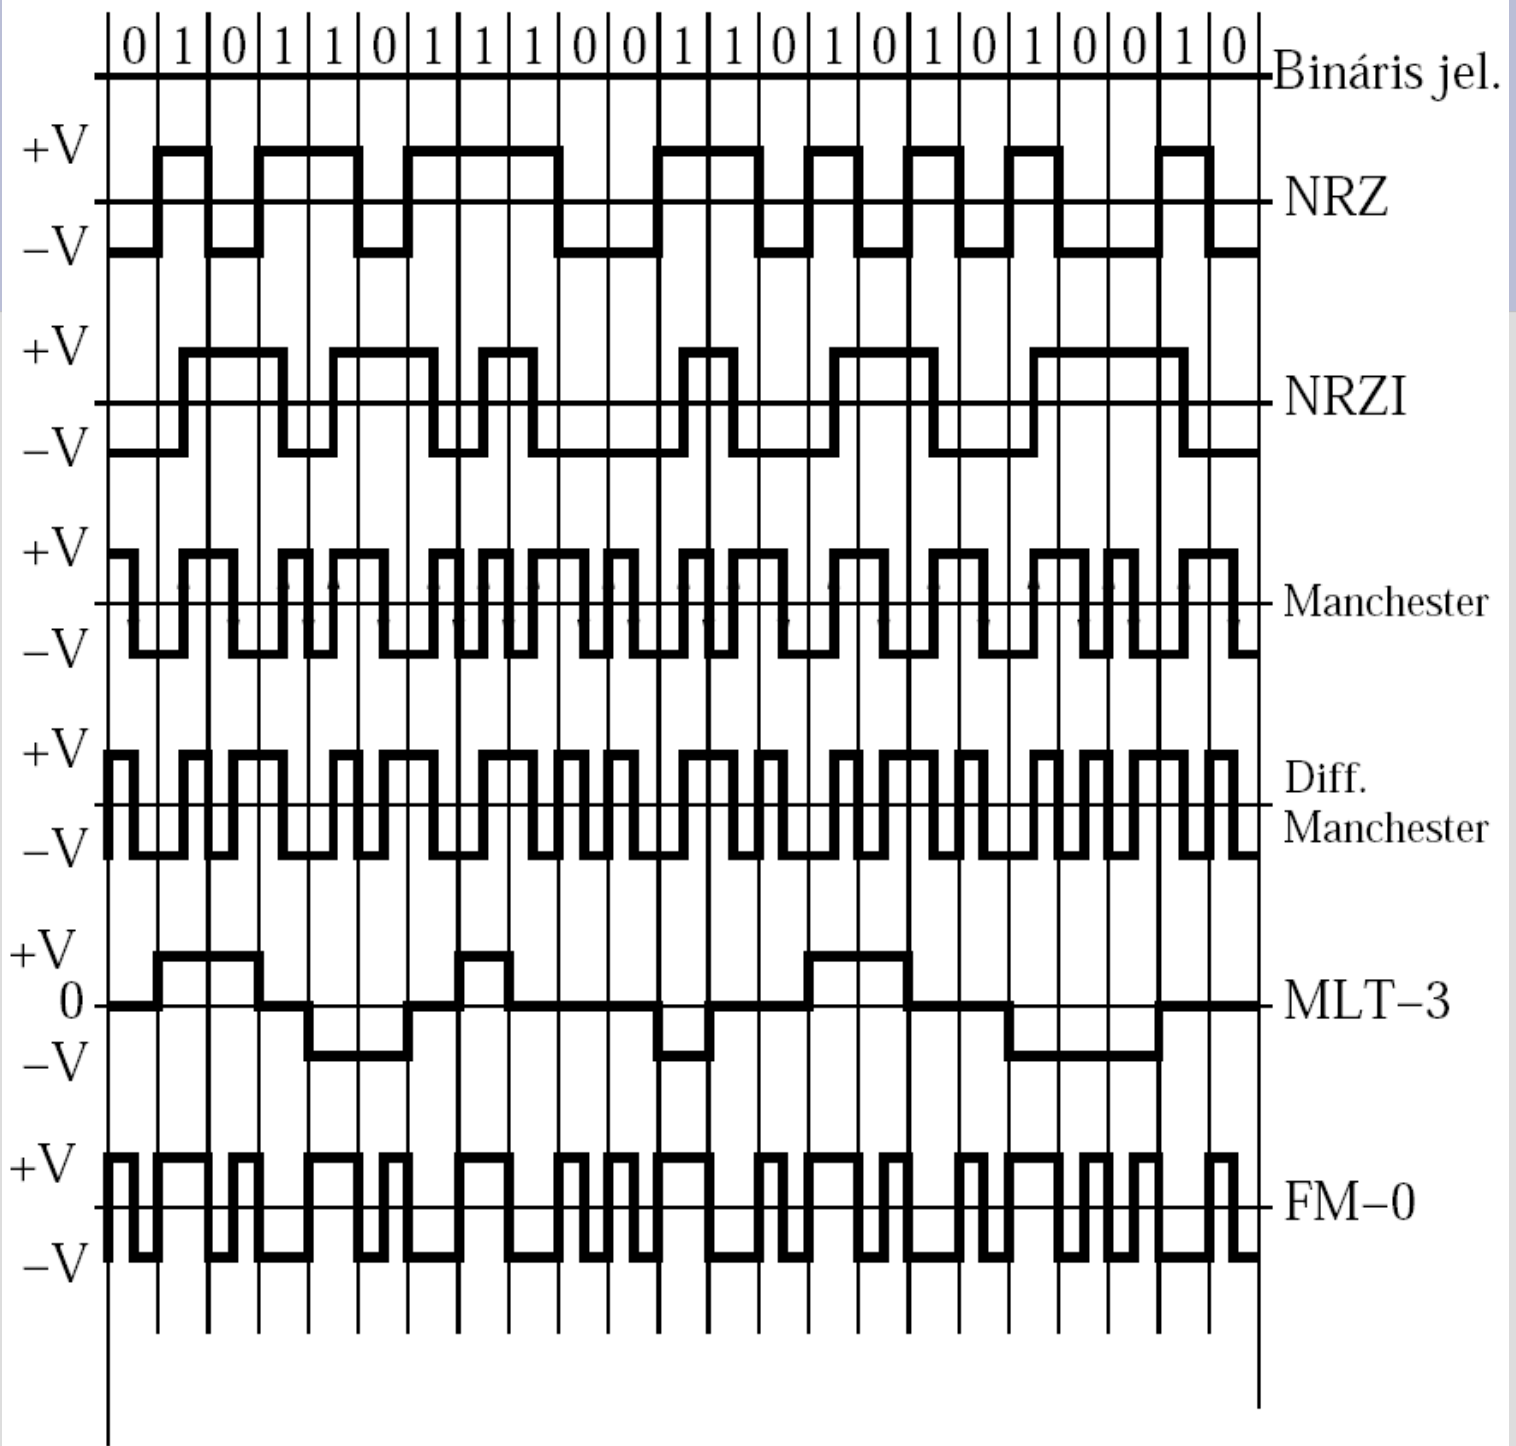 0 1 0 1 1 0 1 1 1 0 0 1 1 0 1 0 1 0 1 0 0 1 0
Bináris jel.
+V
NRZ
–V
+V
NRZI
–V
+V
Manchester
–V
+V
Diff.
Manchester
–V
+V
0
MLT–3
–V
+V
FM–0
–V